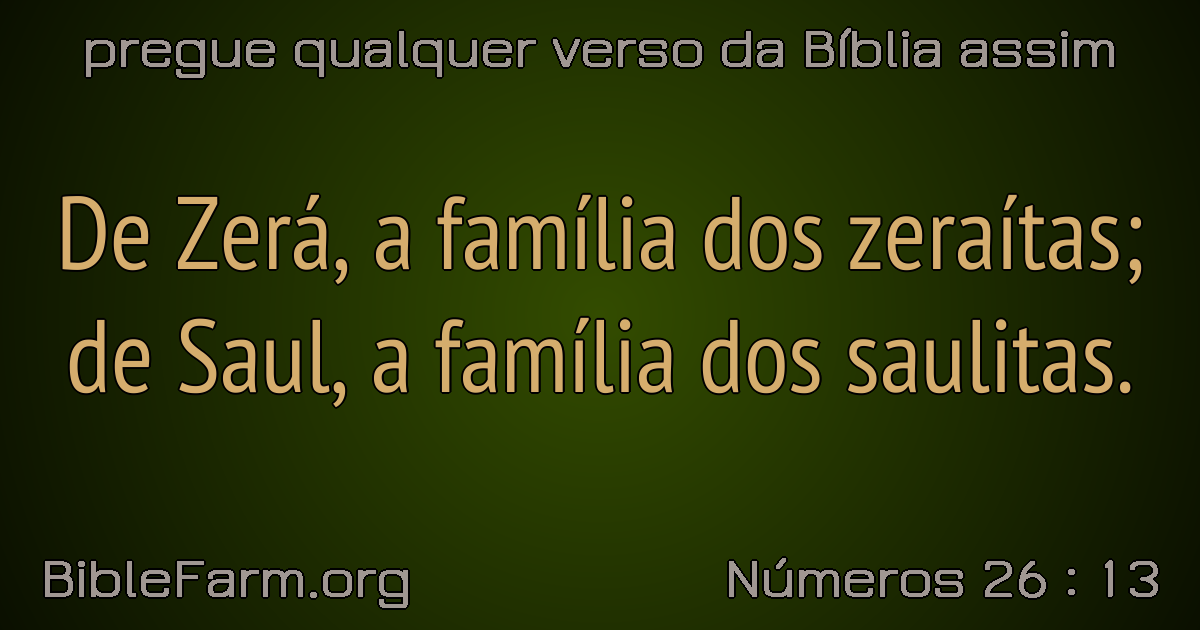 pregue qualquer verso da Bíblia assim
De Zerá, a família dos zeraítas;
de Saul, a família dos saulitas.
BibleFarm.org
Números 26 : 13